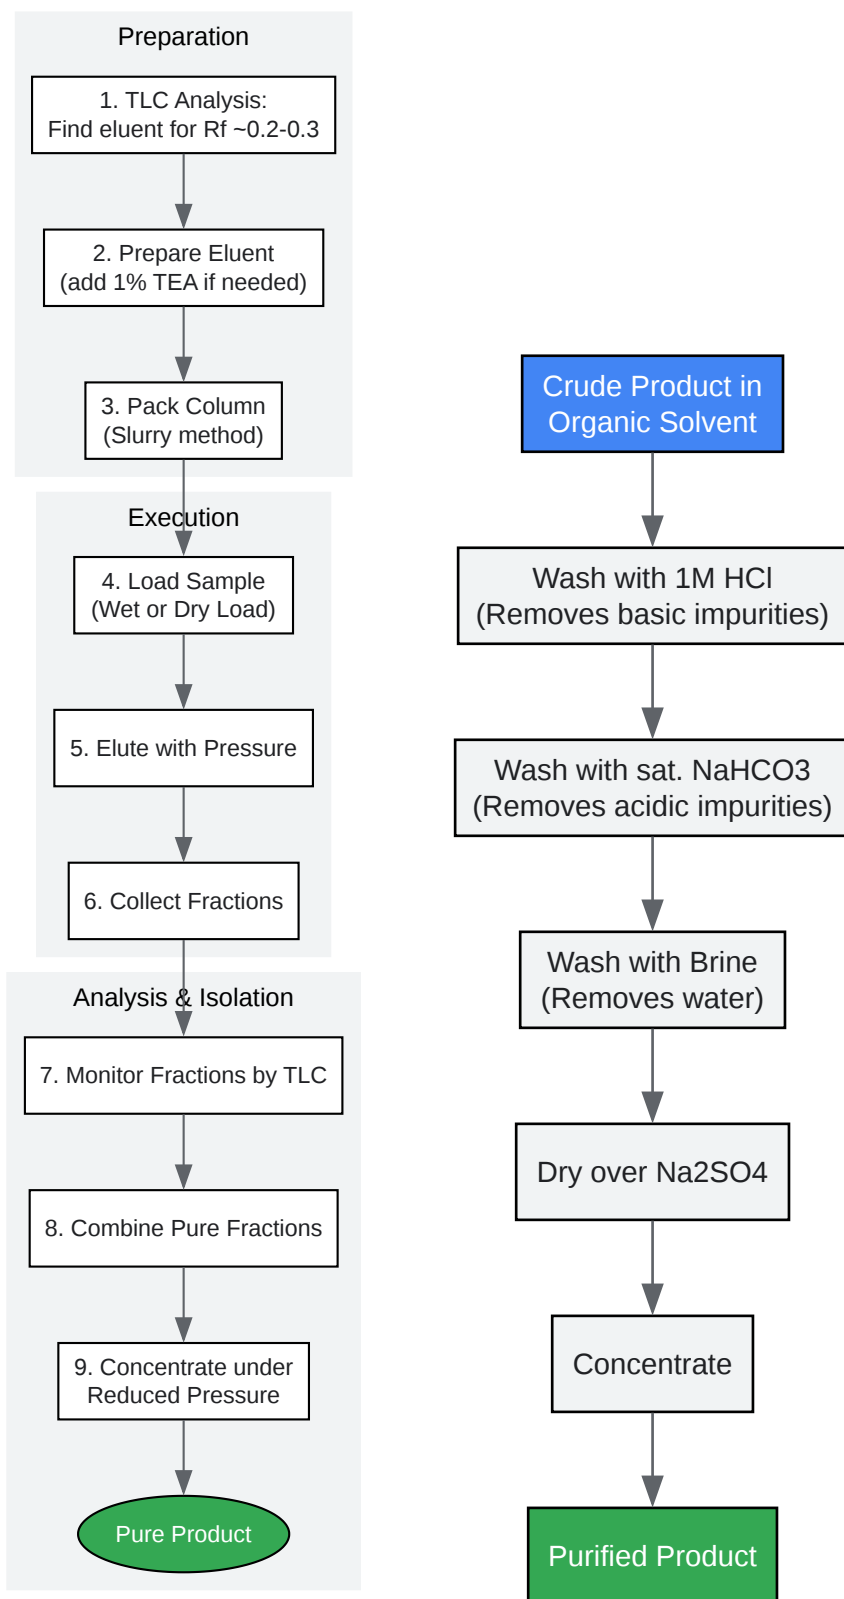 Preparation
1. TLC Analysis:
Find eluent for Rf ~0.2-0.3
2. Prepare Eluent
(add 1% TEA if needed)
3. Pack Column
(Slurry method)
Execution
4. Load Sample
(Wet or Dry Load)
5. Elute with Pressure
6. Collect Fractions
Analysis & Isolation
7. Monitor Fractions by TLC
8. Combine Pure Fractions
9. Concentrate under
Reduced Pressure
Pure Product
Crude Product in
Organic Solvent
Wash with 1M HCl
(Removes basic impurities)
Wash with sat. NaHCO3
(Removes acidic impurities)
Wash with Brine
(Removes water)
Dry over Na2SO4
Concentrate
Purified Product